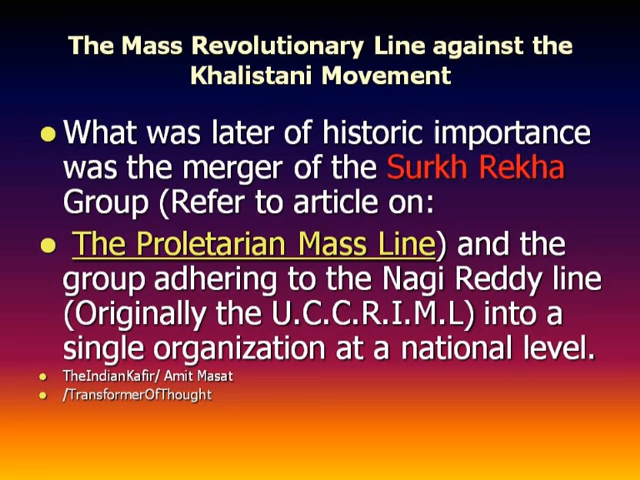 The Mass Revolutionary Line against the
Khalistani Movement
● What was later of historic importance
was the merger of the Surkh Rekha
Group (Refer to article on:
● The Proletarian Mass Line) and the
group adhering to the Nagi Reddy line
(Originally the U.C.C.R.I.M.L) into a
single organization at a national level.
● TheIndianKafir/ Amit Masat
● /TransformerOfThought